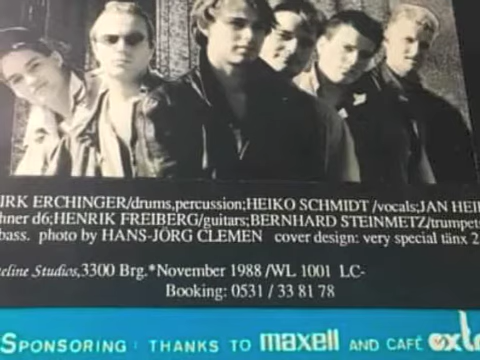 IRK ERCHINGER/drums,percussion;HEIKO SCHMIDT /vocals;JAN HEI
hner d6;HENRIK FREIBERG/guitars;BERNHARD STEINMETZ/trumpet
bass. photo by HANS-JÖRG CLEMEN cover design: very special tänx 2
eline Studios,3300 Brg.*November 1988 /WL 1001 LC-
Booking: 0531 / 33 81 78
SPONSORING : THANKS TO maxell AND CAFÉ extr